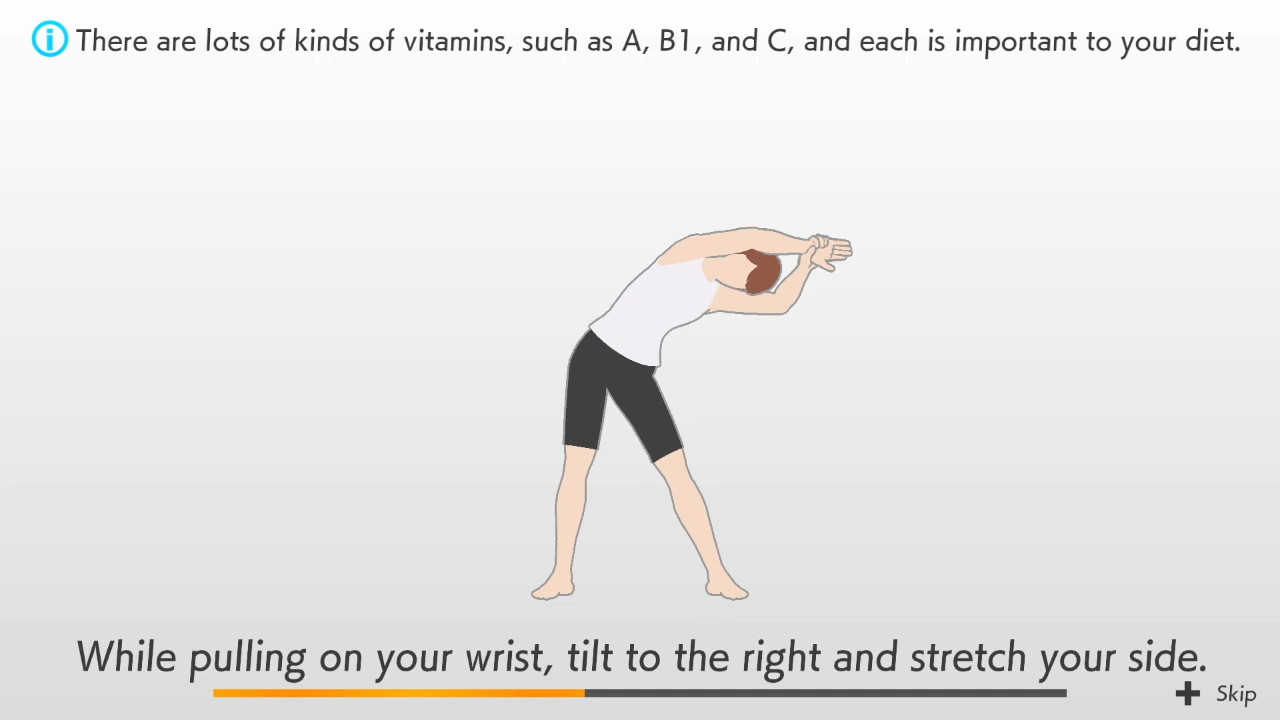 There are lots of kinds of vitamins, such as A, B1, and C, and each is important to your diet.
While pulling on your wrist, tilt to the right and stretch your side.
Skip